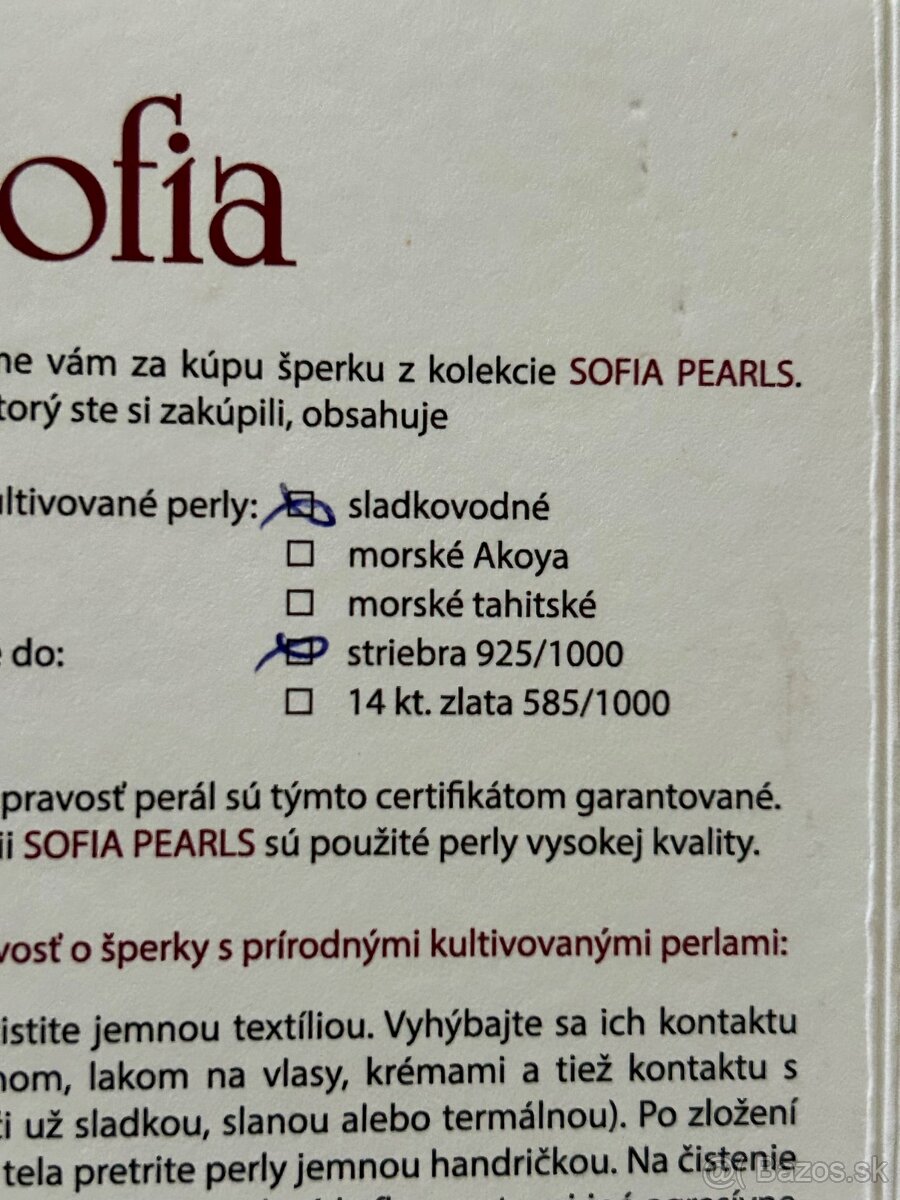 ofia
vám za kúpu šperku z kolekcie SOFIA PEARLS.
ste si zakúpili, obsahuje
ultivované perly: sladkovodné
morské Akoya
morské tahitské
do: striebra 925/1000
14 kt. zlata 585/1000
pravosť perál sú týmto certifikátom garantované.
ii SOFIA PEARLS sú použité perly vysokej kvality.
vosť o šperky s prírodnými kultivovanými perlami:
istite jemnou textíliou. Vyhýbajte sa ich kontaktu
nom, lakom na vlasy, krémami a tiež kontaktu s
či už sladkou, slanou alebo termálnou). Po zložení
tela pretrite perly jemnou handričkou. Na čistenie
@Bazos.sk